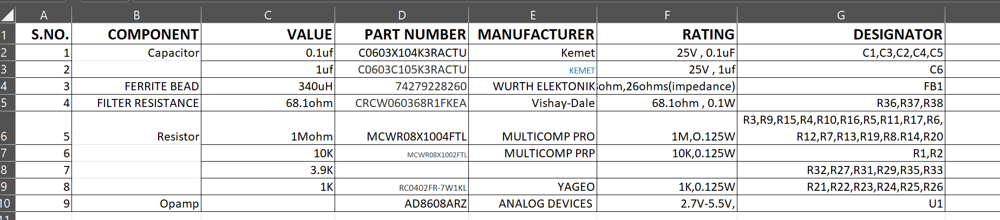 A B C D E F G
1 S.NO. COMPONENT VALUE PART NUMBER MANUFACTURER RATING DESIGNATOR
2 1 Capacitor 0.1uf C0603X104K3RACTU Kemet 25V , 0.1uF C1,C3,C2,C4,C5
3 2 1uf C0603C105K3RACTU KEMET 25V , 1uf C6
4 3 FERRITE BEAD 340uH 74279228260 WURTH ELEKTONIK ohm,26ohms(impedance) FB1
5 4 FILTER RESISTANCE 68.1ohm CRCW060368R1FKEA Vishay-Dale 68.1ohm , 0.1W R36,R37,R38
R3,R9,R15,R4,R10,R16,R5,R11,R17,R6,
6 5 Resistor 1Mohm MCWR08X1004FTL MULTICOMP PRO 1M,O.125W R12,R7,R13,R19,R8.R14,R20
7 6 10K MCWR08X1002FTL MULTICOMP PRP 10K,0.125W R1,R2
8 7 3.9K R32,R27,R31,R29,R35,R33
9 8 1K RC0402FR-7W1KL YAGEO 1K,0.125W R21,R22,R23,R24,R25,R26
10 9 Opamp AD8608ARZ ANALOG DEVICES 2.7V-5.5V, U1
11